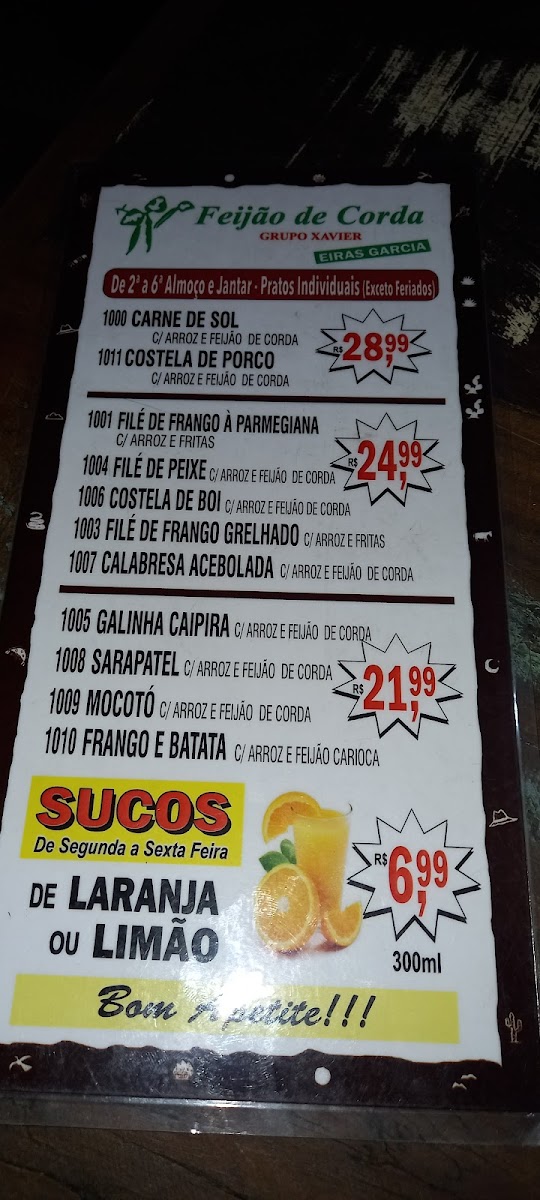 Feijão de Corda
GRUPO XAVIER
EIRAS GARCIA
De 2ª a 6ª Almoço e Jantar - Pratos Individuais (Exceto Feriados)
1000 CARNE DE SOL
C/ ARROZ E FEIJÃO DE CORDA
1011 COSTELA DE PORCO
C/ ARROZ E FEIJÃO DE CORDA
R$ 28,99
1001 FILÉ DE FRANGO À PARMEGIANA
C/ ARROZ E FRITAS
1004 FILÉ DE PEIXE C/ ARROZ E FEIJÃO DE CORDA
R$ 24,99
1006 COSTELA DE BOI C/ ARROZ E FEIJÃO DE CORDA
1003 FILÉ DE FRANGO GRELHADO C/ ARROZ E FRITAS
1007 CALABRESA ACEBOLADA C/ ARROZ E FEIJÃO DE CORDA
1005 GALINHA CAIPIRA C/ ARROZ E FEIJÃO DE CORDA
1008 SARAPATEL C/ ARROZ E FEIJÃO DE CORDA
R$ 21,99
1009 MOCOTÓ C/ ARROZ E FEIJÃO DE CORDA
1010 FRANGO E BATATA C/ ARROZ E FEIJÃO CARIOCA
SUCOS
De Segunda a Sexta Feira
DE LARANJA
OU LIMÃO
R$ 6,99
300ml
Bom Apetite!!!